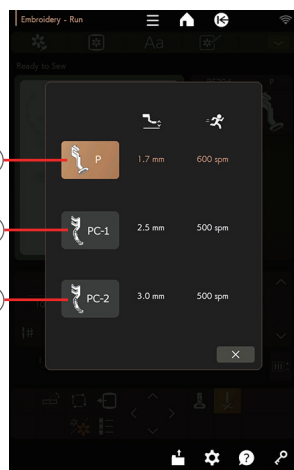 Embroidery - Run
Aa
Ready to Sew
P
P 1.7 mm 600 spm
PC-1 2.5 mm 500 spm
PC-2 3.0 mm 500 spm